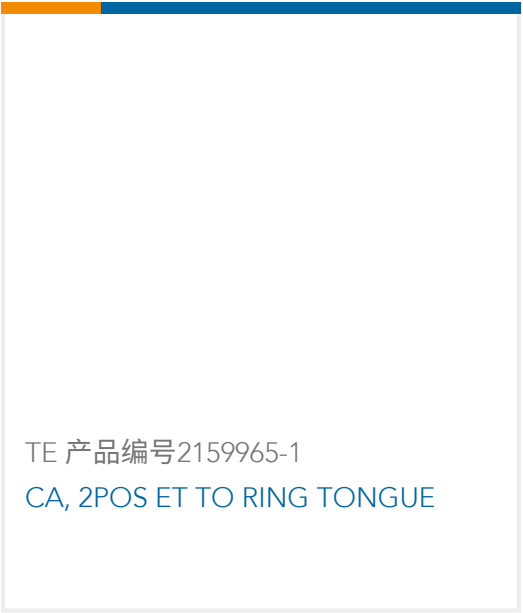 TE 产品编号2159965-1
CA, 2POS ET TO RING TONGUE